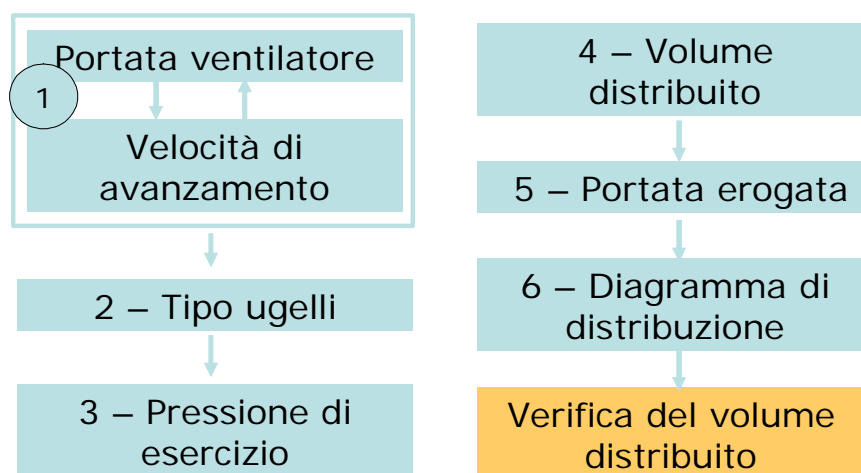 1
Portata ventilatore
Velocità di
avanzamento
2 – Tipo ugelli
3 – Pressione di
esercizio
4 – Volume
distribuito
5 – Portata erogata
6 – Diagramma di
distribuzione
Verifica del volume
distribuito